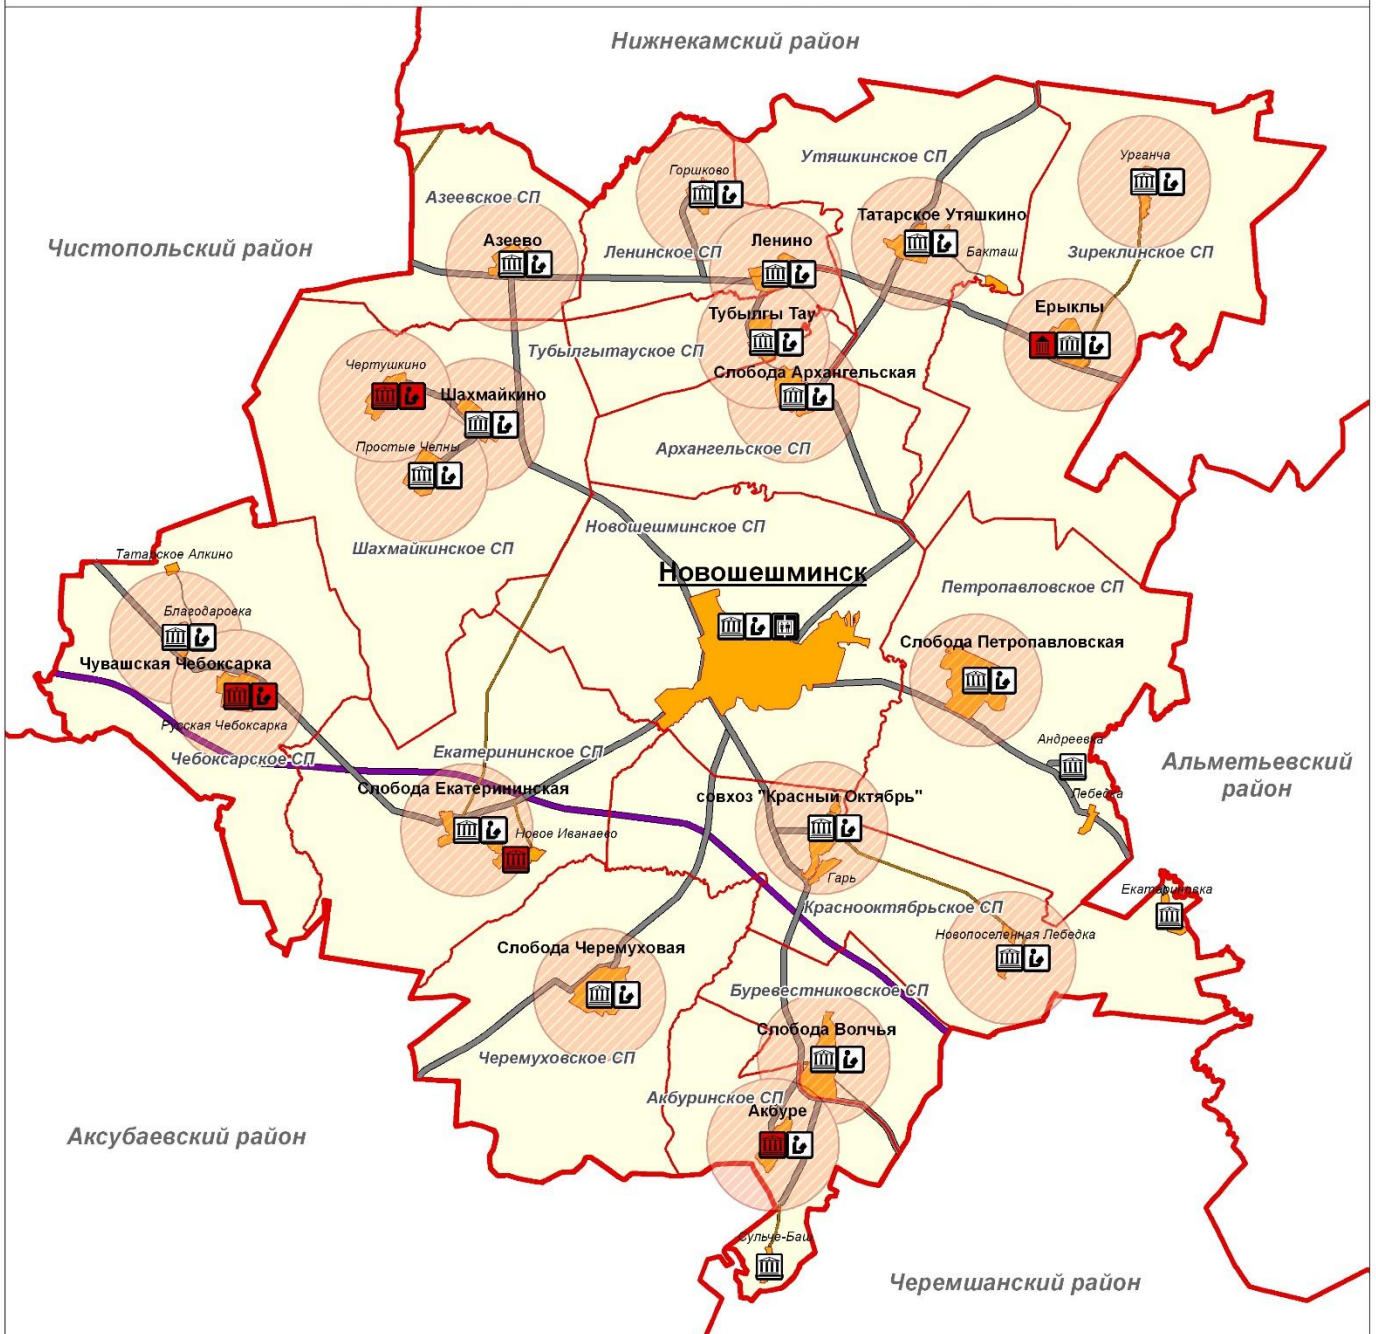 Нижнекамский район
Урганча
Утяшкинское СП
Горшково
Азеевское СП
Татарское Утяшкино
Чистопольский район
Азеево
Ленинское СП
Ленино
Бакташ
Зиреклинское СП
Ерыклы
Тубылгы Тау
Тубылгытауское СП
Чертушкино
Слобода Архангельская
Шахмайкино
Простые Челны
Архангельское СП
Новошешминское СП
Шахмайкинское СП
Татарское Алкино
Новошешминск
Петропавловское СП
Благодаровка
Слобода Петропавловская
Чувашская Чебоксарка
Русская Чебоксарка
Андреевка
Екатерининское СП
Чебоксарское СП
Альметьевский
район
Слобода Екатерининская
совхоз "Красный Октябрь"
Лебедка
Новое Иванаево
Гарь
Екатериновка
Краснооктябрьское СП
Новопоселенная Лебедка
Слобода Черемуховая
Буревестниковское СП
Слобода Волчья
Черемуховское СП
Акбуринское СП
Акбуре
Аксубаевский район
Сульче-Баш
Черемшанский район